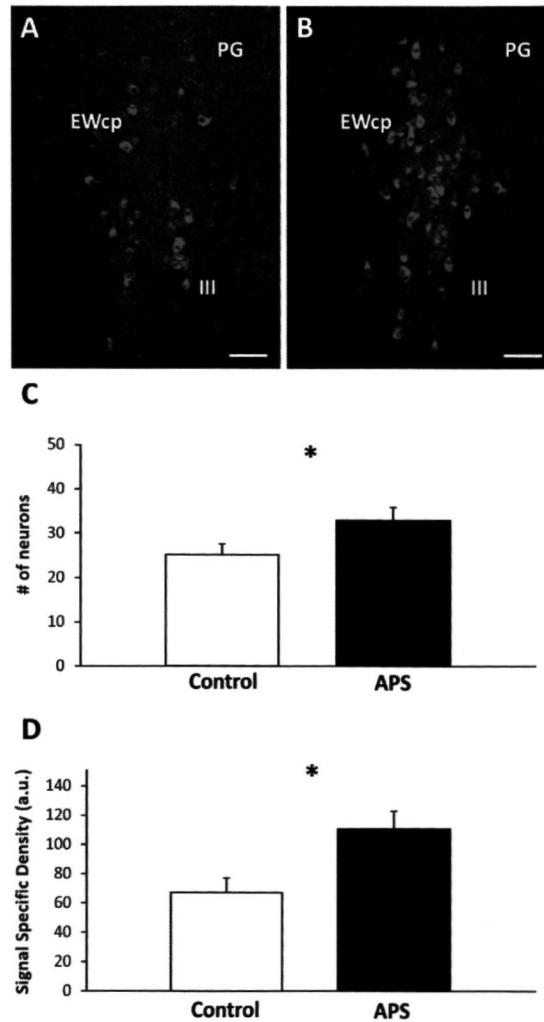 A
PG
EWcp
III
B
PG
EWcp
III
C
# of neurons
50
40
30
20
10
0
*
Control
APS
D
Signal Specific Density (a.u.)
140
120
100
80
60
40
20
0
*
Control
APS